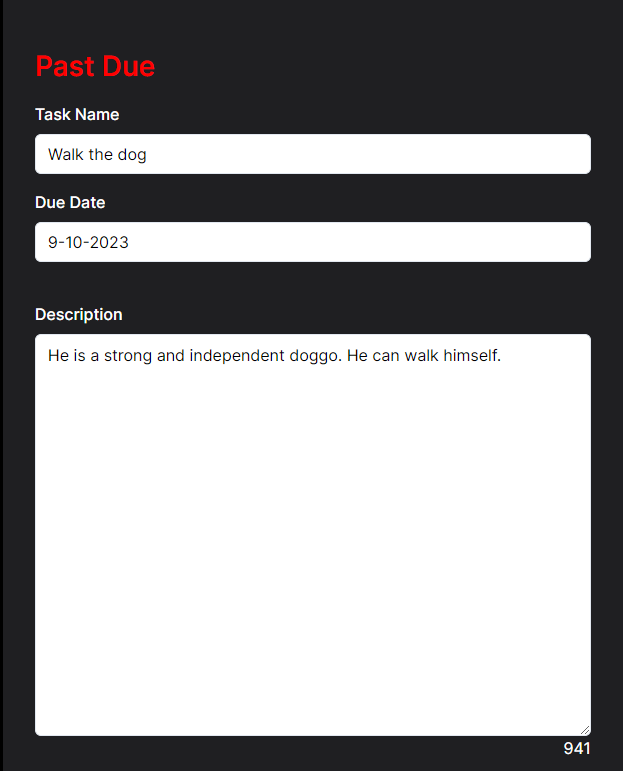 Past Due
Task Name
Walk the dog
Due Date
9-10-2023
Description
He is a strong and independent doggo. He can walk himself.
941